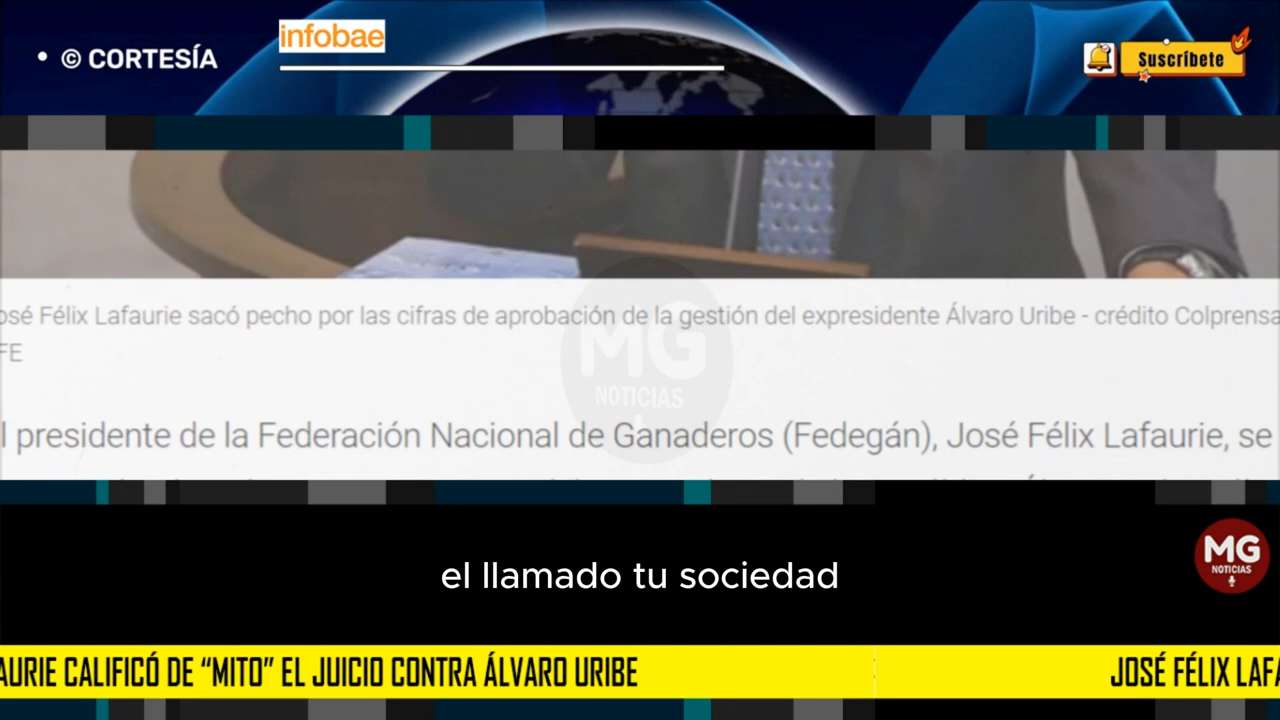 infobae
• © CORTESÍA
Suscríbete
osé Félix Lafaurie sacó pecho por las cifras de aprobación de la gestión del expresidente Álvaro Uribe - crédito Colprensa
FE
MG
NOTICIAS
l presidente de la Federación Nacional de Ganaderos (Fedegán), José Félix Lafaurie, se
el llamado tu sociedad
MG
NOTICIAS
AURIE CALIFICÓ DE “MITO” EL JUICIO CONTRA ÁLVARO URIBE
JOSÉ FÉLIX LAFA